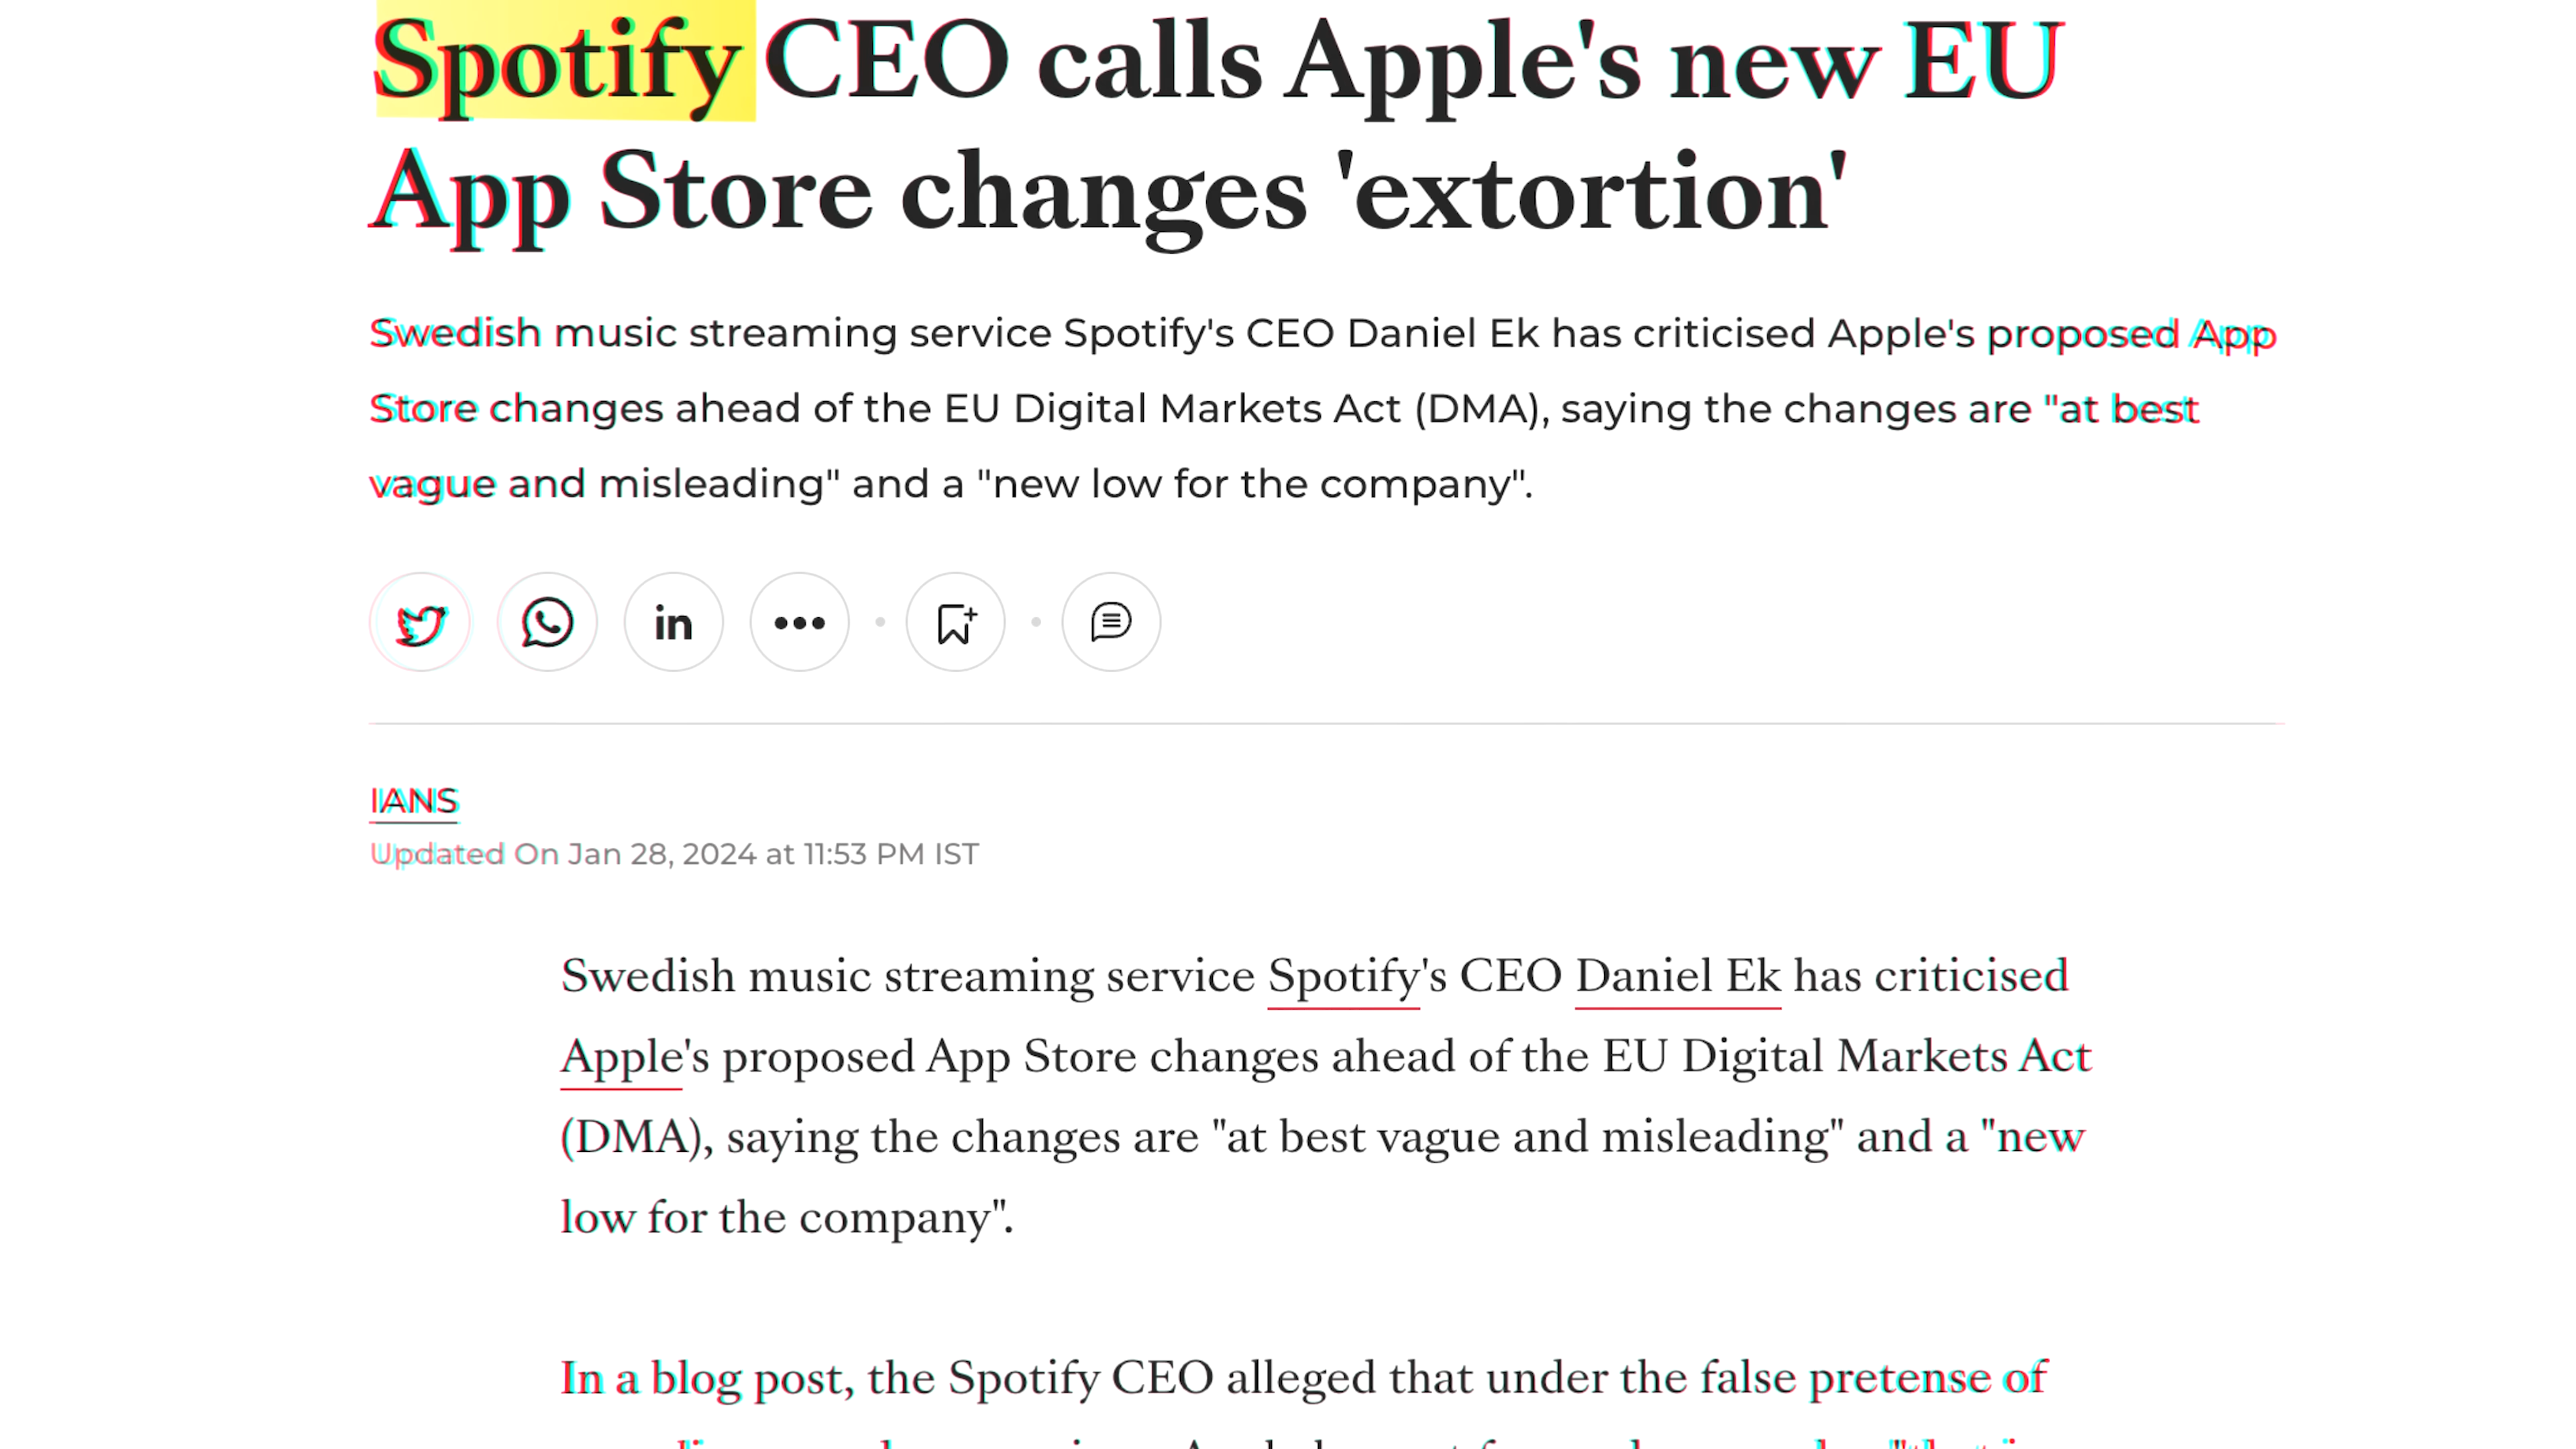 Spotify CEO calls Apple's new EU
App Store changes 'extortion'
Swedish music streaming service Spotify's CEO Daniel Ek has criticised Apple's proposed App
Store changes ahead of the EU Digital Markets Act (DMA), saying the changes are "at best
vague and misleading" and a "new low for the company".
in
IANS
Updated On Jan 28, 2024 at 11:53 PM IST
Swedish music streaming service Spotify's CEO Daniel Ek has criticised
Apple's proposed App Store changes ahead of the EU Digital Markets Act
(DMA), saying the changes are "at best vague and misleading" and a "new
low for the company".
In a blog post, the Spotify CEO alleged that under the false pretense of